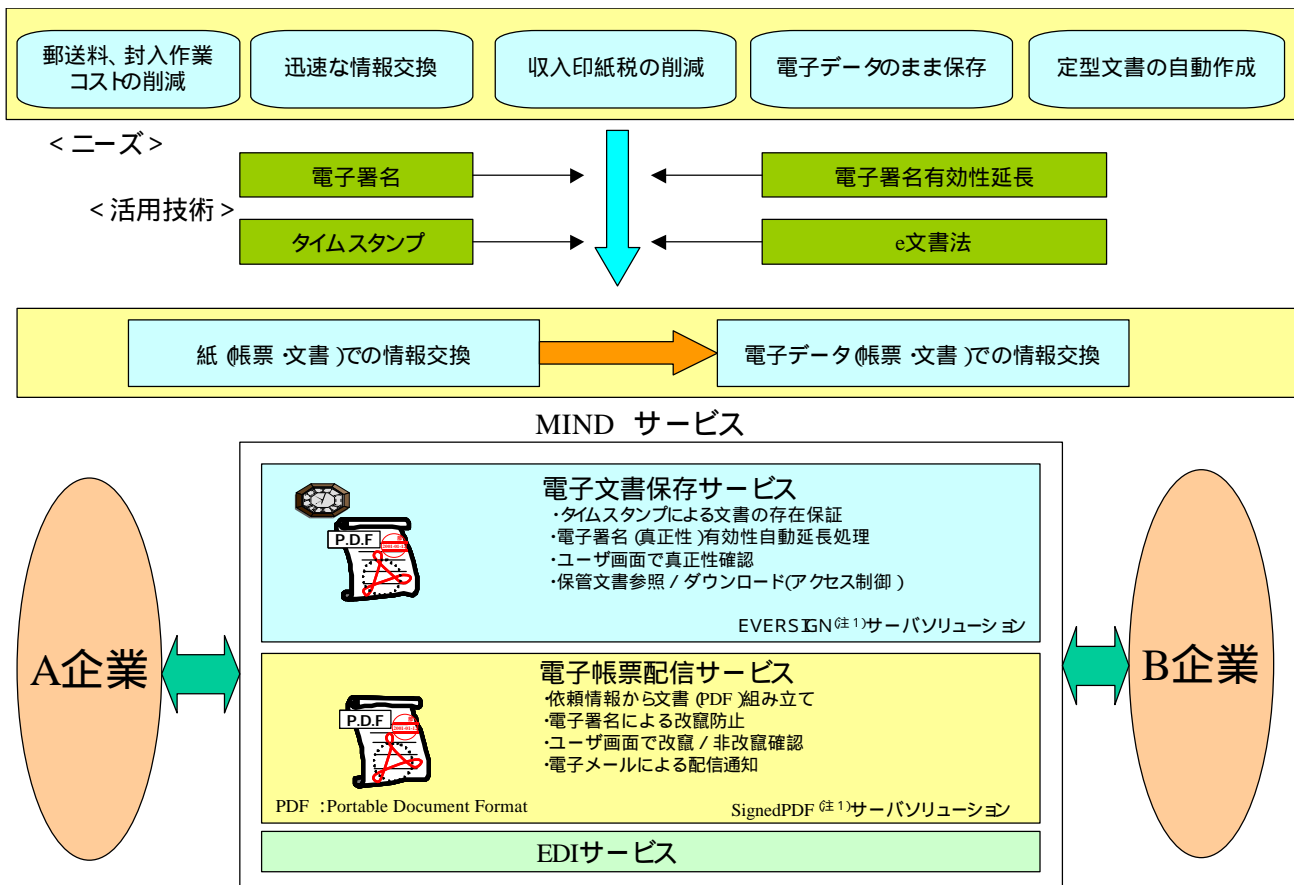 郵送料、封入作業
コストの削減
迅速な情報交換
収入印紙税の削減
電子データのまま保存
定型文書の自動作成
<ニーズ>
電子署名
電子署名有効性延長
<活用技術>
タイムスタンプ
e文書法
紙(帳票・文書)での情報交換
電子データ(帳票・文書)での情報交換
MIND サービス
電子文書保存サービス
・タイムスタンプによる文書の存在保証
・電子署名(真正性)有効性自動延長処理
・ユーザ画面で真正性確認
・保管文書参照/ダウンロード(アクセス制御)
P.D.F
EVERSIGN(注1)サーバソリューション
A企業
B企業
電子帳票配信サービス
・依頼情報から文書(PDF)組み立て
・電子署名による改竄防止
・ユーザ画面で改竄/非改竄確認
・電子メールによる配信通知
P.D.F
PDF :Portable Document Format
SignedPDF(注1)サーバソリューション
EDIサービス